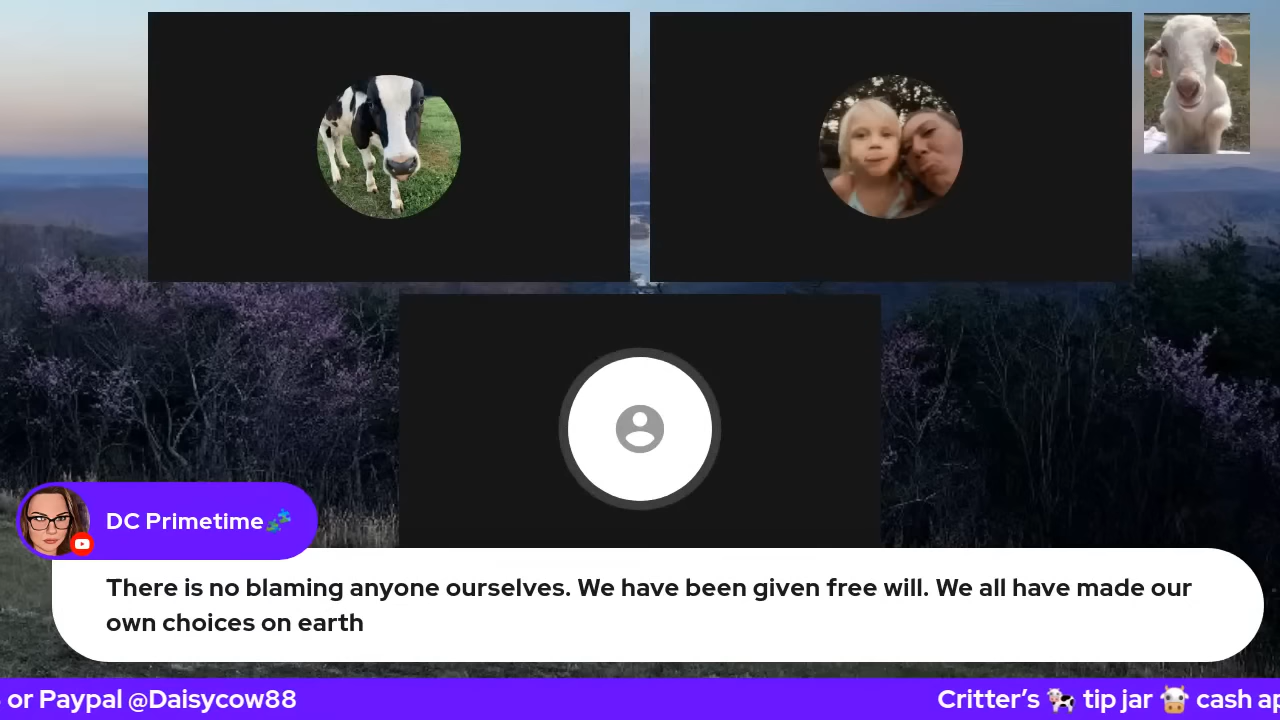 DC Primetime
There is no blaming anyone ourselves. We have been given free will. We all have made our
own choices on earth
or Paypal @Daisycow88
Critter’s 🐄 tip jar 🐮 cash